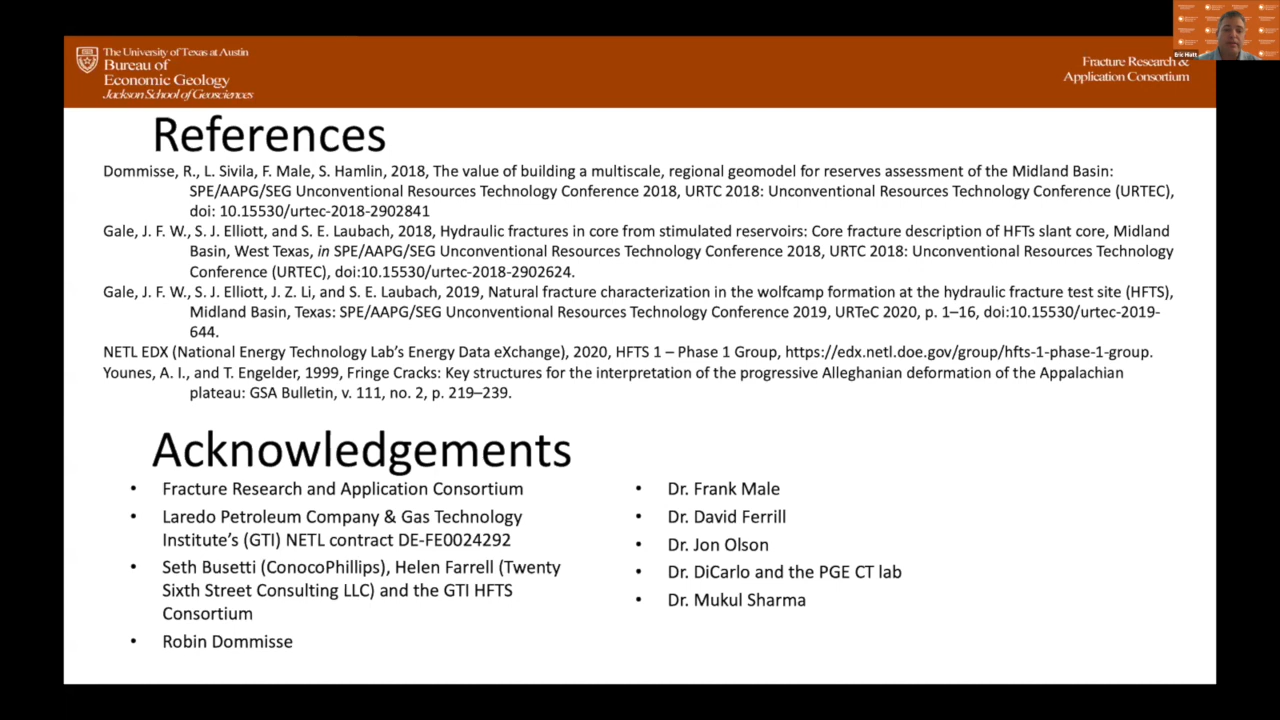 The University of Texas at Austin
Bureau of
Economic Geology
Jackson School of Geosciences
Fracture Research &
Application Consortium
Eric Hiatt
References
Dommisse, R., L. Sivila, F. Male, S. Hamlin, 2018, The value of building a multiscale, regional geomodel for reserves assessment of the Midland Basin:
SPE/AAPG/SEG Unconventional Resources Technology Conference 2018, URTC 2018: Unconventional Resources Technology Conference (URTEC),
doi: 10.15530/urtec-2018-2902841
Gale, J. F. W., S. J. Elliott, and S. E. Laubach, 2018, Hydraulic fractures in core from stimulated reservoirs: Core fracture description of HFTs slant core, Midland
Basin, West Texas, in SPE/AAPG/SEG Unconventional Resources Technology Conference 2018, URTC 2018: Unconventional Resources Technology
Conference (URTEC), doi:10.15530/urtec-2018-2902624.
Gale, J. F. W., S. J. Elliott, J. Z. Li, and S. E. Laubach, 2019, Natural fracture characterization in the wolfcamp formation at the hydraulic fracture test site (HFTS),
Midland Basin, Texas: SPE/AAPG/SEG Unconventional Resources Technology Conference 2019, URTeC 2020, p. 1–16, doi:10.15530/urtec-2019-
644.
NETL EDX (National Energy Technology Lab's Energy Data eXchange), 2020, HFTS 1 – Phase 1 Group, https://edx.netl.doe.gov/group/hfts-1-phase-1-group.
Younes, A. I., and T. Engelder, 1999, Fringe Cracks: Key structures for the interpretation of the progressive Alleghanian deformation of the Appalachian
plateau: GSA Bulletin, v. 111, no. 2, p. 219–239.
Acknowledgements
• Fracture Research and Application Consortium
• Laredo Petroleum Company & Gas Technology
Institute's (GTI) NETL contract DE-FE0024292
• Seth Busetti (ConocoPhillips), Helen Farrell (Twenty
Sixth Street Consulting LLC) and the GTI HFTS
Consortium
• Robin Dommisse
• Dr. Frank Male
• Dr. David Ferrill
• Dr. Jon Olson
• Dr. DiCarlo and the PGE CT lab
• Dr. Mukul Sharma